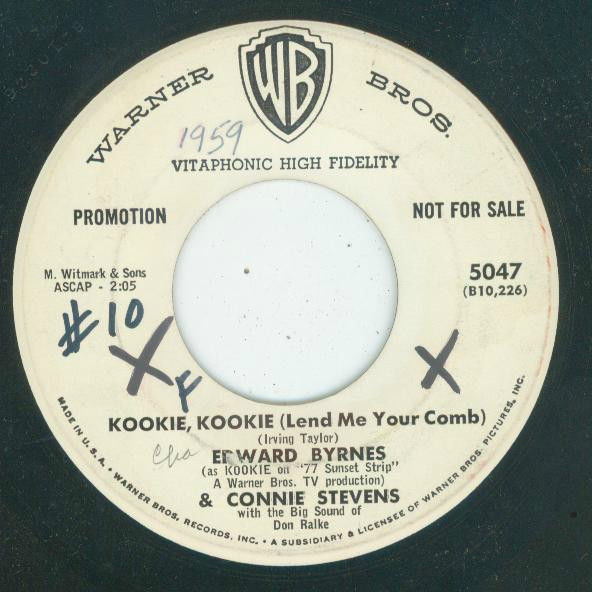 WB
WARNER BROS.
1959
VITAPHONIC HIGH FIDELITY
PROMOTION
NOT FOR SALE
M. Witmark & Sons
ASCAP - 2:05
5047
(B10,226)
#10
X
X
F
KOOKIE, KOOKIE (Lend Me Your Comb)
(Irving Taylor)
Cha
EDWARD BYRNES
(as KOOKIE on "77 Sunset Strip"
A Warner Bros. TV production)
& CONNIE STEVENS
with the Big Sound of
Don Ralke
MADE IN U.S.A. • WARNER BROS. RECORDS, INC. • A SUBSIDIARY & LICENSEE OF WARNER BROS. PICTURES, INC.